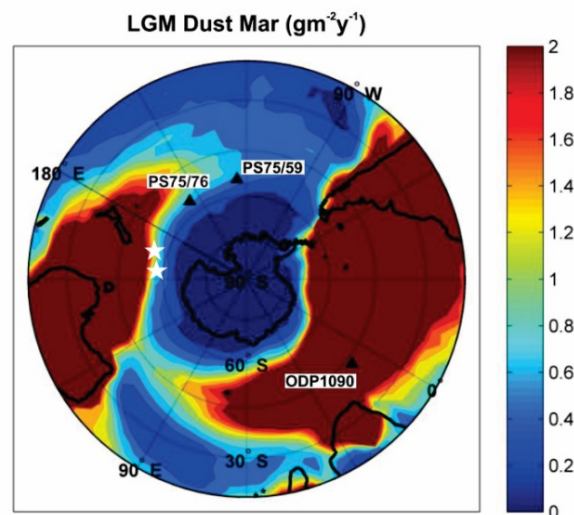 LGM Dust Mar (gm⁻²y⁻¹)
90° W
180° E
PS75/76
PS75/59
90° S
60° S
ODP1090
0°
30° S
90° E
2
1.8
1.6
1.4
1.2
1
0.8
0.6
0.4
0.2
0